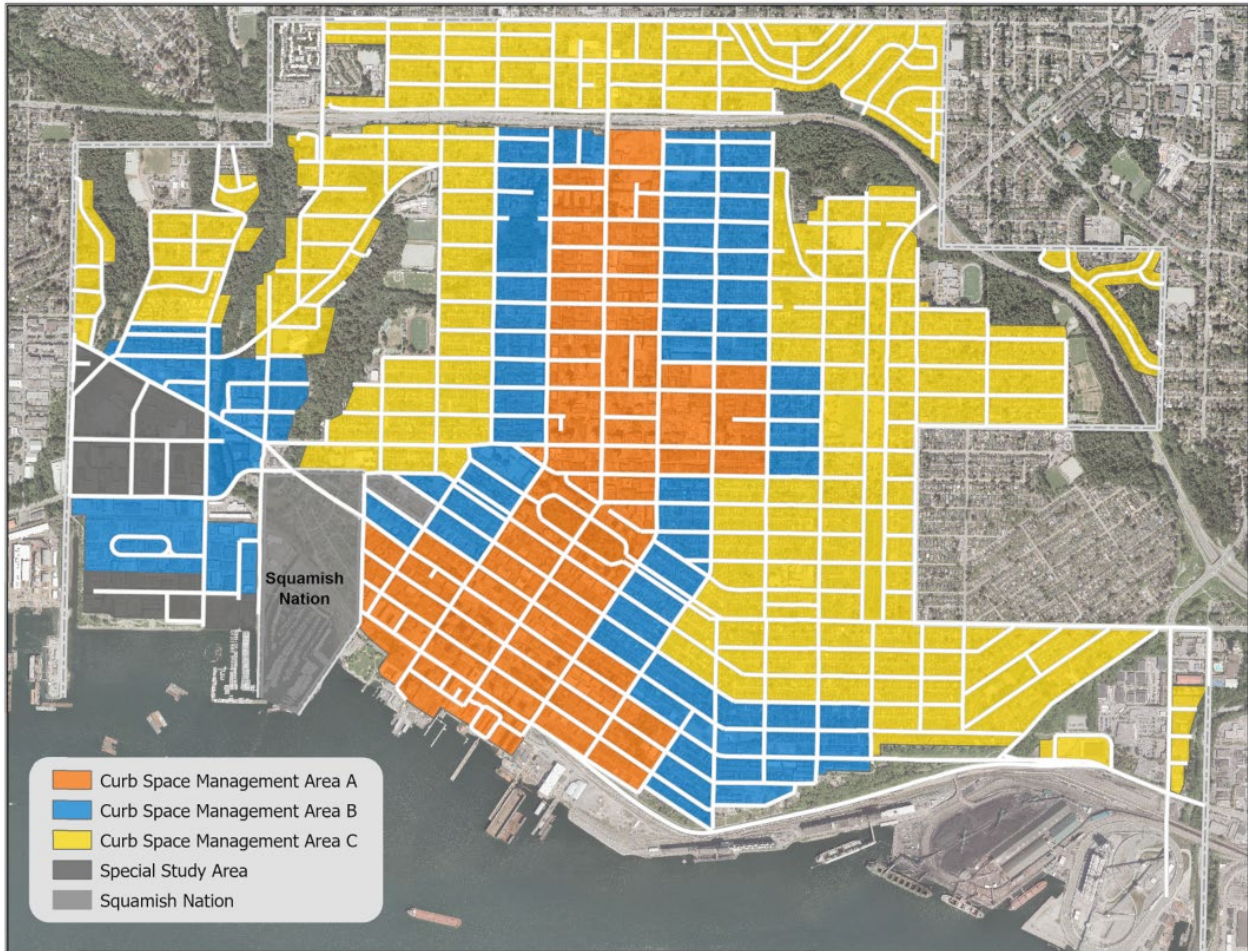 Squamish
Nation
Curb Space Management Area A
Curb Space Management Area B
Curb Space Management Area C
Special Study Area
Squamish Nation